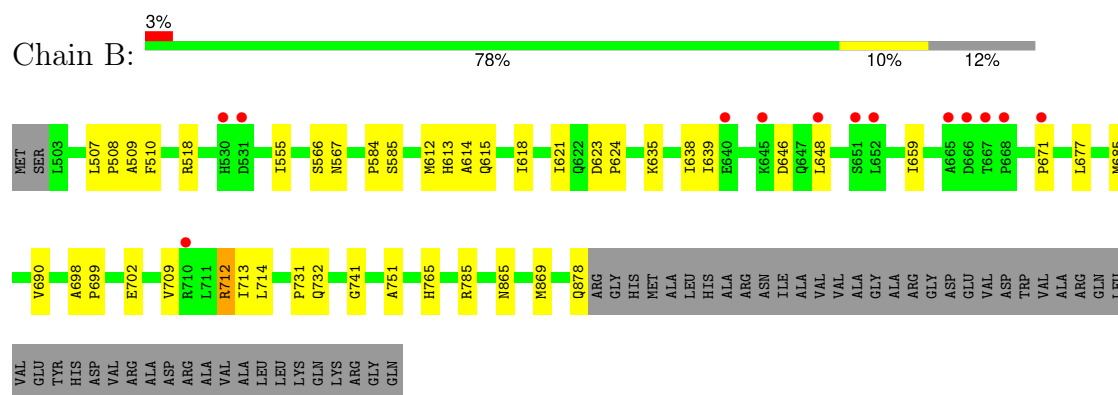 3%
Chain B:
78% 10% 12%
MET SER L503 L507 P508 A509 F510 R518 H530 D531 I555 S566 N567 P584 S585 M612 H613 A614 Q615 I618 I621 Q622 D623 P624 K635 I638 I639 E640 K645 D646 Q647 L648 S651 L652 I659 A665 D666 T667 P668 P671 L677 M685
V690 A698 P699 E702 V709 R710 L711 R712 I713 L714 P731 Q732 G741 A751 H765 R785 N865 M869 Q878 ARG GLY HIS MET ALA LEU HIS ALA ARG ASN ILE ALA VAL VAL ALA GLY ALA ARG GLY ASP GLU VAL ASP TRP VAL ALA ARG GLN LEU
VAL GLU TYR HIS ASP VAL ARG ALA ASP ARG ALA VAL ALA LEU LEU LYS GLN LYS ARG GLY GLN